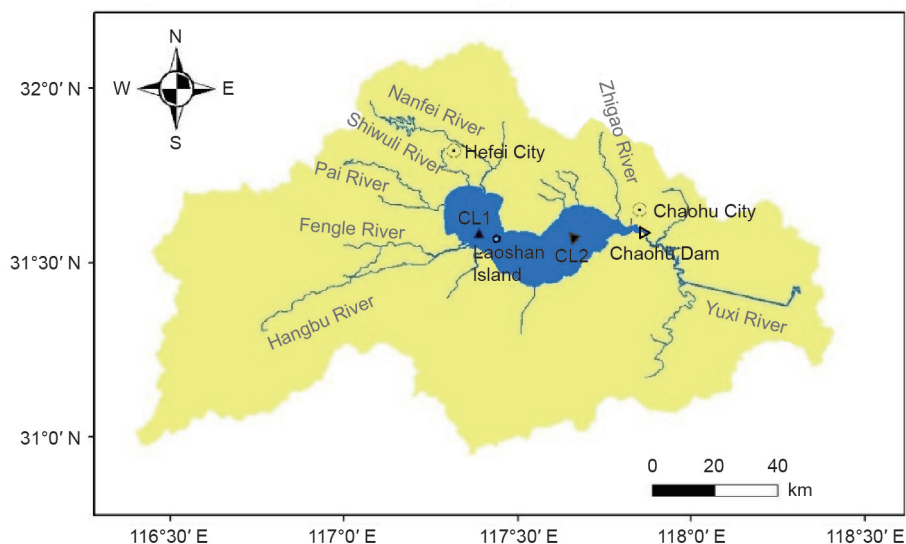 N
W E
S
32°0′ N
31°30′ N
31°0′ N
Nanfei River
Shiwuli River
Zhigao River
Hefei City
Pai River
Chaohu City
CL1
Fengle River
Laoshan
Island
CL2
Chaohu Dam
Hangbu River
Yuxi River
0 20 40
km
116°30′ E 117°0′ E 117°30′ E 118°0′ E 118°30′ E